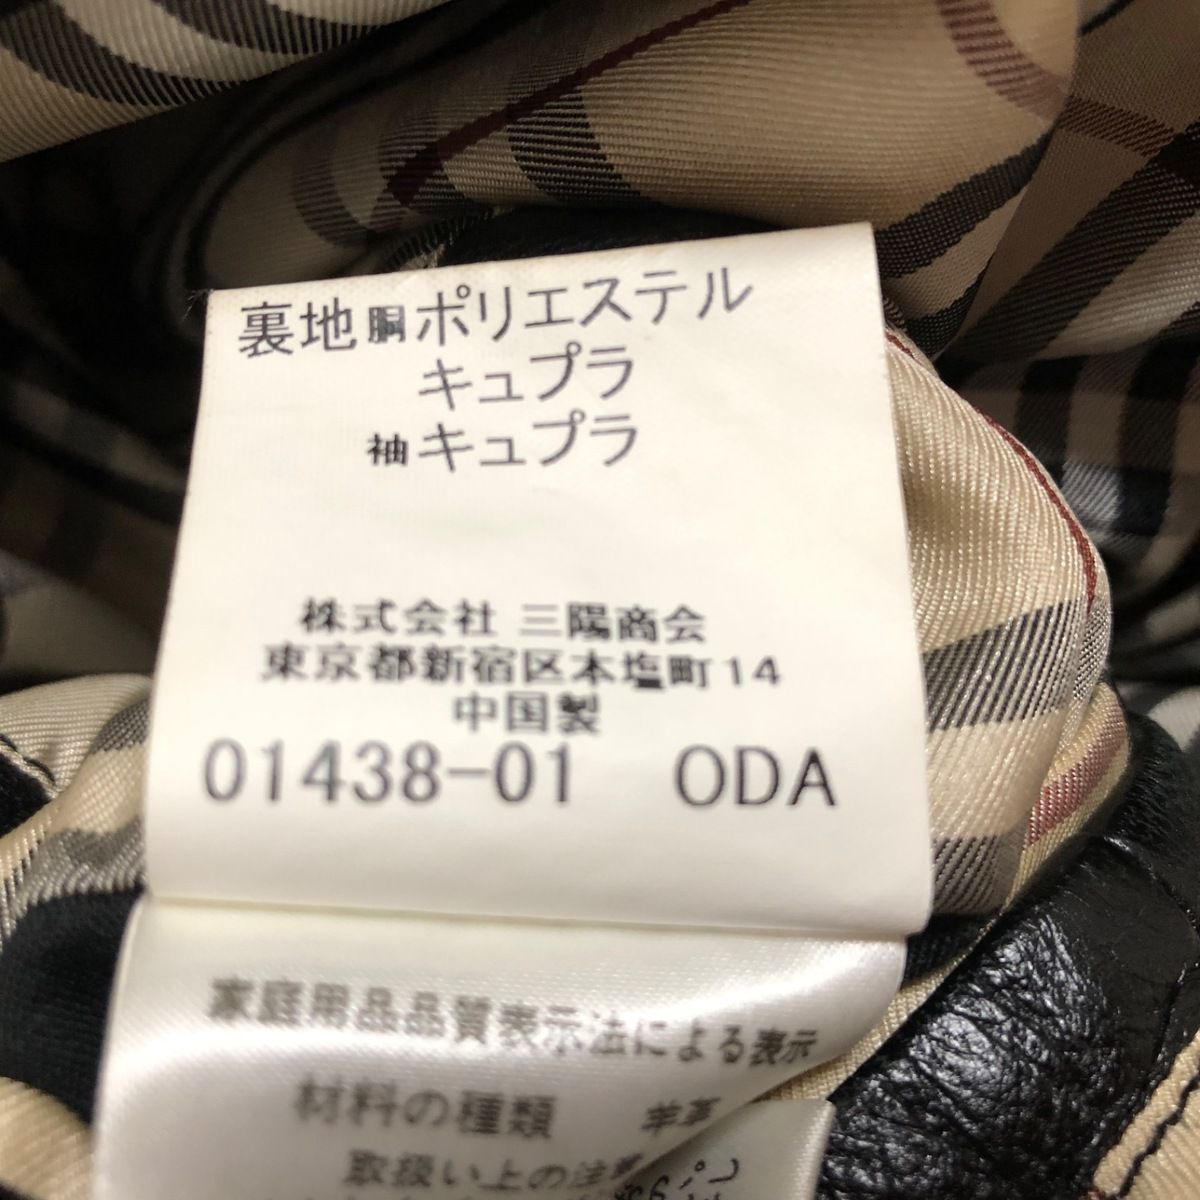 裏地 胴 ポリエステル
キュプラ
袖 キュプラ
株式会社 三陽商会
東京都新宿区本塩町14
中国製
01438-01 ODA
家庭用品品質表示法による表示
材料の種類 羊革
取扱い上の注意